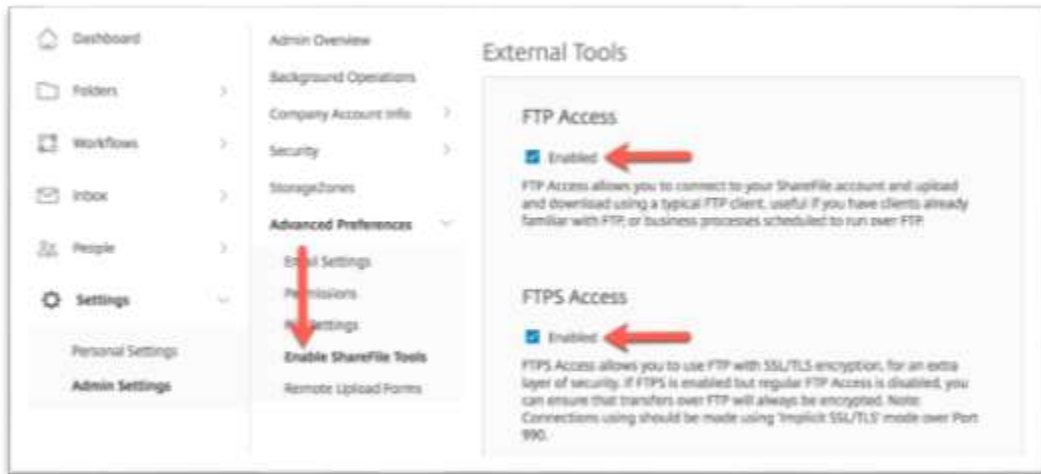 Dashboard
Folders
Workflows
Inbox
People
Settings
Personal Settings
Admin Settings
Admin Overview
Background Operations
Company Account Info
Security
StorageZones
Advanced Preferences
Email Settings
Permissions
Settings
Enable ShareFile Tools
Remote Upload Forms
External Tools
FTP Access
Enabled
FTP Access allows you to connect to your ShareFile account and upload
and download using a typical FTP client, useful if you have clients already
familiar with FTP, or business processes scheduled to run over FTP.
FTPS Access
Enabled
FTPS Access allows you to use FTP with SSL/TLS encryption, for an extra
layer of security. If FTPS is enabled but regular FTP Access is disabled, you
can ensure that transfers over FTP will always be encrypted. Note:
Connections using should be made using 'Implicit SSL/TLS' mode over Port
990.